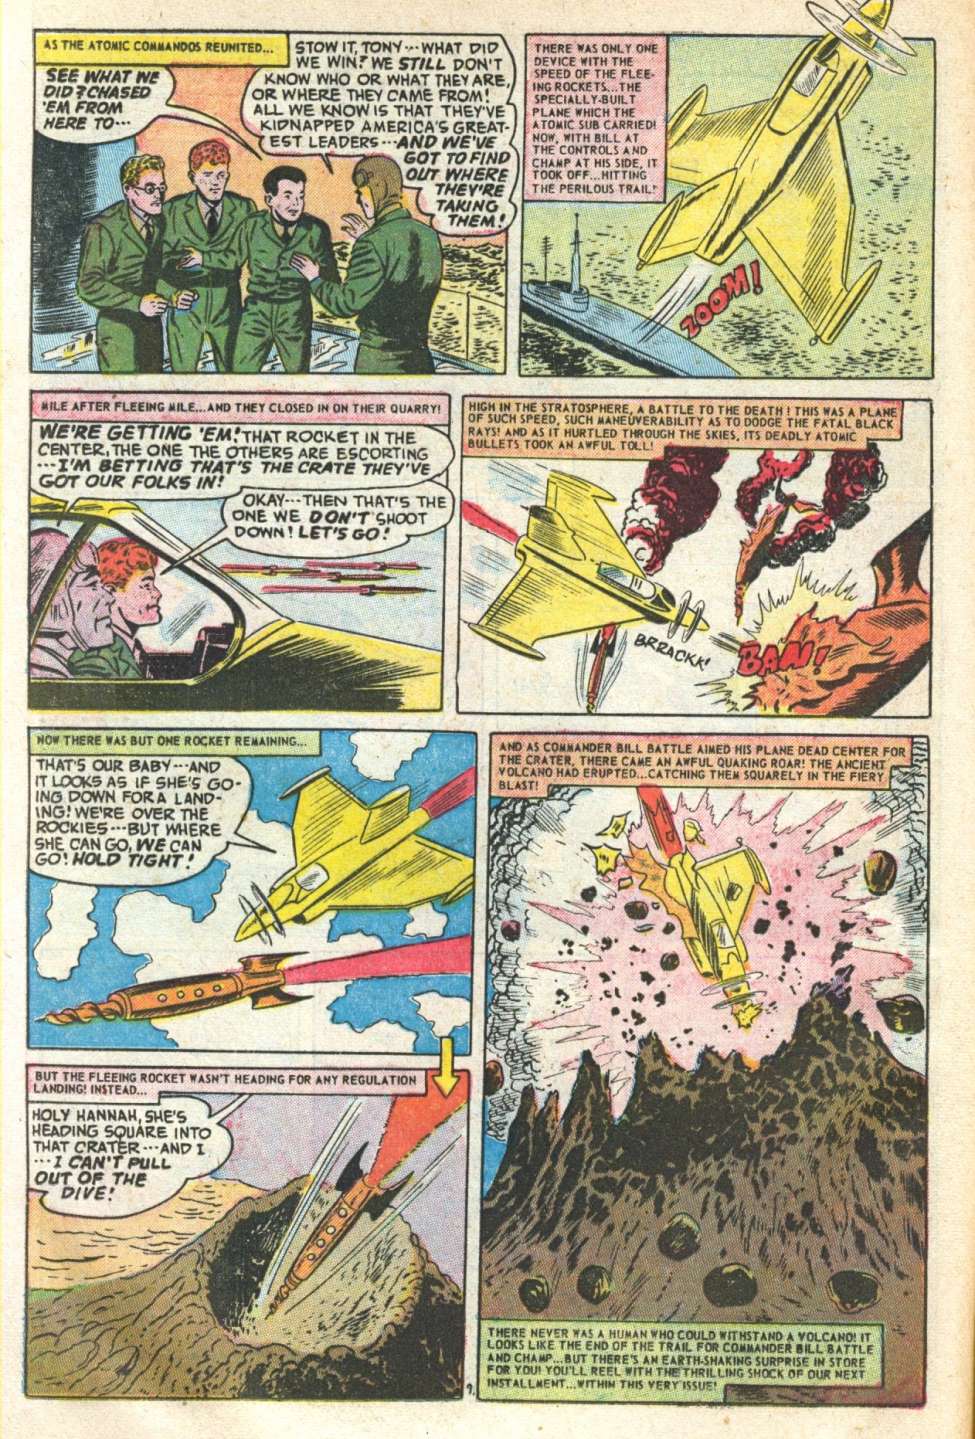 AS THE ATOMIC COMMANDOS REUNITED...
SEE WHAT WE
DID? CHASED
'EM FROM
HERE TO---
STOW IT, TONY--- WHAT DID
WE WIN? WE STILL DON'T
KNOW WHO OR WHAT THEY ARE,
OR WHERE THEY CAME FROM!
ALL WE KNOW IS THAT THEY'VE
KIDNAPPED AMERICA'S GREAT-
EST LEADERS---AND WE'VE
GOT TO FIND
OUT WHERE
THEY'RE
TAKING
THEM!
THERE WAS ONLY ONE
DEVICE WITH THE
SPEED OF THE FLEE-
ING ROCKETS...THE
SPECIALLY-BUILT
PLANE WHICH THE
ATOMIC SUB CARRIED!
NOW, WITH BILL AT
THE CONTROLS AND
CHAMP AT HIS SIDE, IT
TOOK OFF...HITTING
THE PERILOUS TRAIL!
ZOOM!
MILE AFTER FLEEING MILE...AND THEY CLOSED IN ON THEIR QUARRY!
WE'RE GETTING 'EM! THAT ROCKET IN THE
CENTER, THE ONE THE OTHERS ARE ESCORTING
---I'M BETTING THAT'S THE CRATE THEY'VE
GOT OUR FOLKS IN!
OKAY---THEN THAT'S THE
ONE WE DON'T SHOOT
DOWN! LET'S GO!
HIGH IN THE STRATOSPHERE, A BATTLE TO THE DEATH! THIS WAS A PLANE
OF SUCH SPEED, SUCH MANEUVERABILITY AS TO DODGE THE FATAL BLACK
RAYS! AND AS IT HURTLED THROUGH THE SKIES, ITS DEADLY ATOMIC
BULLETS TOOK AN AWFUL TOLL!
BRRACKK!
BAN!
NOW THERE WAS BUT ONE ROCKET REMAINING...
THAT'S OUR BABY---AND
IT LOOKS AS IF SHE'S GO-
ING DOWN FOR A LAND-
ING! WE'RE OVER THE
ROCKIES---BUT WHERE
SHE CAN GO, WE CAN
GO! HOLD TIGHT!
BUT THE FLEEING ROCKET WASN'T HEADING FOR ANY REGULATION
LANDING! INSTEAD...
HOLY HANNAH, SHE'S
HEADING SQUARE INTO
THAT CRATER---AND I
---I CAN'T PULL
OUT OF THE
DIVE!
AND AS COMMANDER BILL BATTLE AIMED HIS PLANE DEAD CENTER FOR
THE CRATER, THERE CAME AN AWFUL QUAKING ROAR! THE ANCIENT
VOLCANO HAD ERUPTED...CATCHING THEM SQUARELY IN THE FIERY
BLAST!
THERE NEVER WAS A HUMAN WHO COULD WITHSTAND A VOLCANO! IT
LOOKS LIKE THE END OF THE TRAIL FOR COMMANDER BILL BATTLE
AND CHAMP...BUT THERE'S AN EARTH-SHAKING SURPRISE IN STORE
FOR YOU! YOU'LL REEL WITH THE THRILLING SHOCK OF OUR NEXT
INSTALLMENT...WITHIN THIS VERY ISSUE!